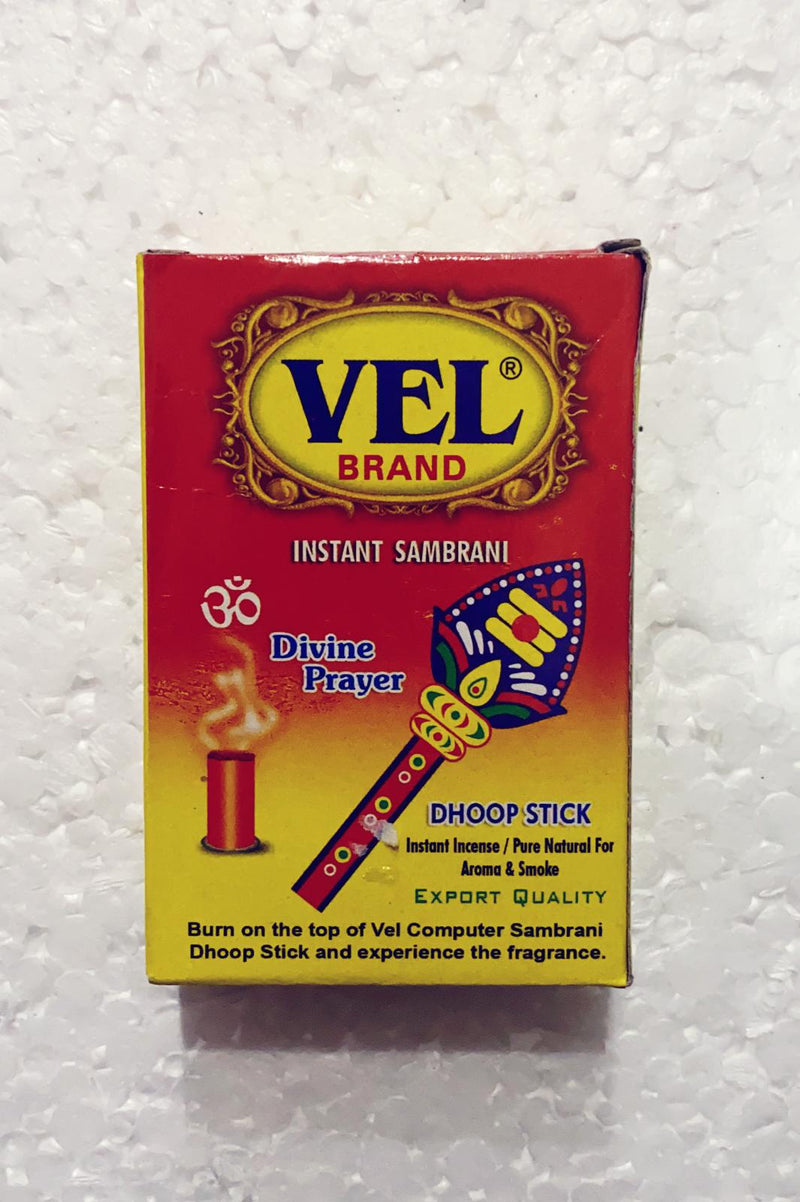 VEL®
BRAND
INSTANT SAMBRANI
ॐ
Divine
Prayer
DHOOP STICK
Instant Incense / Pure Natural For
Aroma & Smoke
EXPORT QUALITY
Burn on the top of Vel Computer Sambrani
Dhoop Stick and experience the fragrance.